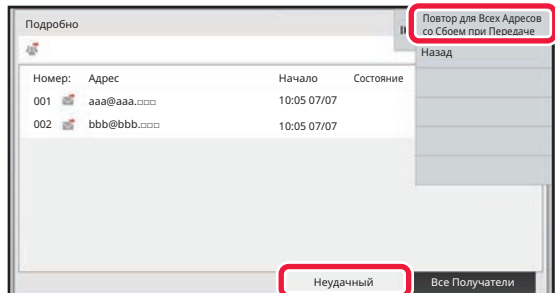 Подробно
Повтор для Всех Адресов
со Сбоем при Передаче
Назад
Номер: Адрес Начало Состояние
001 aaa@aaa.□□□ 10:05 07/07
002 bbb@bbb.□□□ 10:05 07/07
Неудачный Все Получатели